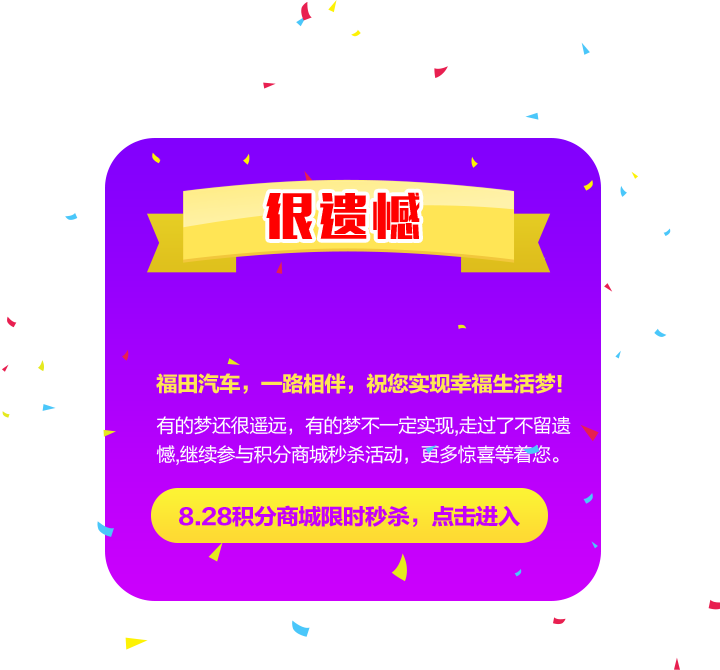 很遗憾
福田汽车，一路相伴，祝您实现幸福生活梦!
有的梦还很遥远，有的梦不一定实现,走过了不留遗
憾,继续参与积分商城秒杀活动，更多惊喜等着您。
8.28积分商城限时秒杀，点击进入